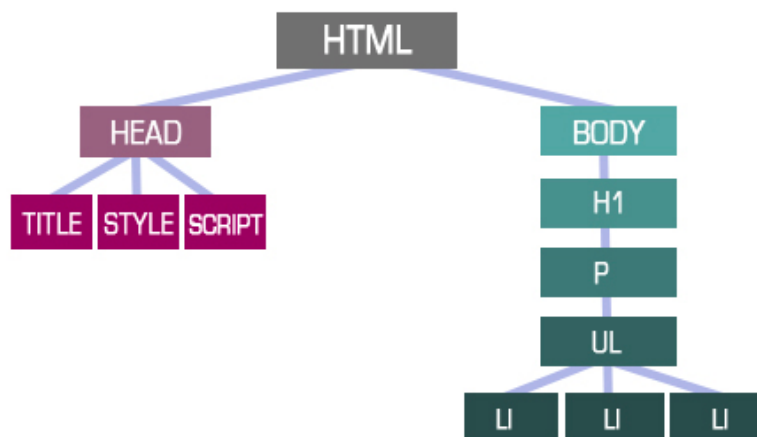 HTML
HEAD BODY
TITLE STYLE SCRIPT H1
P
UL
LI LI LI